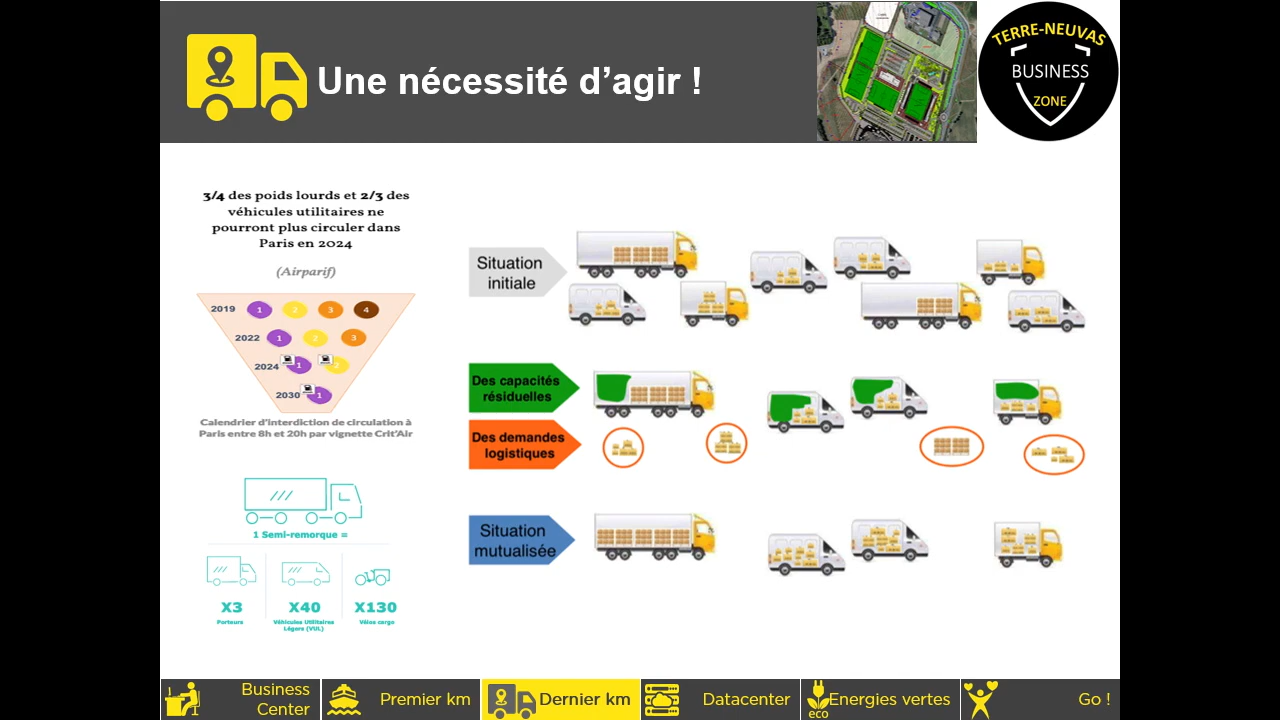 Une nécessité d'agir !
TERRE-NEUVAS
BUSINESS
ZONE
3/4 des poids lourds et 2/3 des
véhicules utilitaires ne
pourront plus circuler dans
Paris en 2024
(Airparif)
2019 1 2 3 4
2022 1 2 3
2024 1 2
2030 1
Calendrier d'interdiction de circulation à
Paris entre 8h et 20h par vignette Crit'Air
1 Semi-remorque =
X3
Porteurs
X40
Véhicules Utilitaires
Légers (VUL)
X130
Vélos cargo
Situation
initiale
Des capacités
résiduelles
Des demandes
logistiques
Situation
mutualisée
Business
Center
Premier km
Dernier km
Datacenter
eco
Energies vertes
Go !